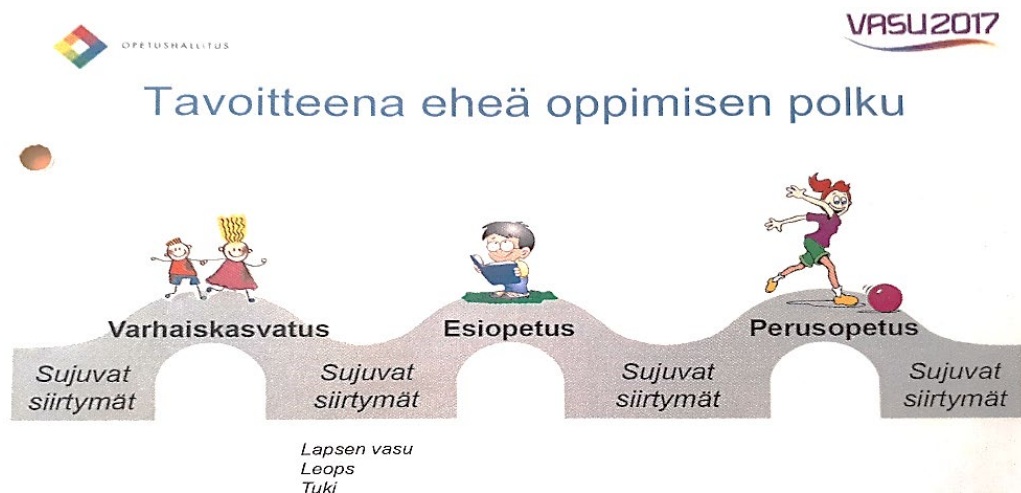 OPETUSHALLITUS
VASU2017
Tavoitteena eheä oppimisen polku
Varhaiskasvatus
Esiopetus
Perusopetus
Sujuvat
siirtymät
Sujuvat
siirtymät
Sujuvat
siirtymät
Sujuvat
siirtymät
Lapsen vasu
Leops
Tuki